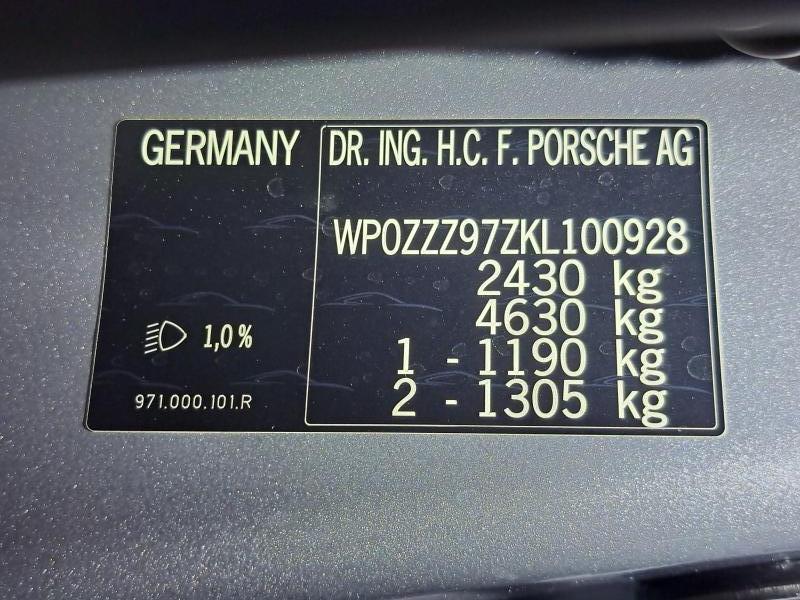 GERMANY
DR. ING. H.C. F. PORSCHE AG
WP0ZZZ97ZKL100928
2430 kg
4630 kg
1 - 1190 kg
2 - 1305 kg
1,0 %
971.000.101.R